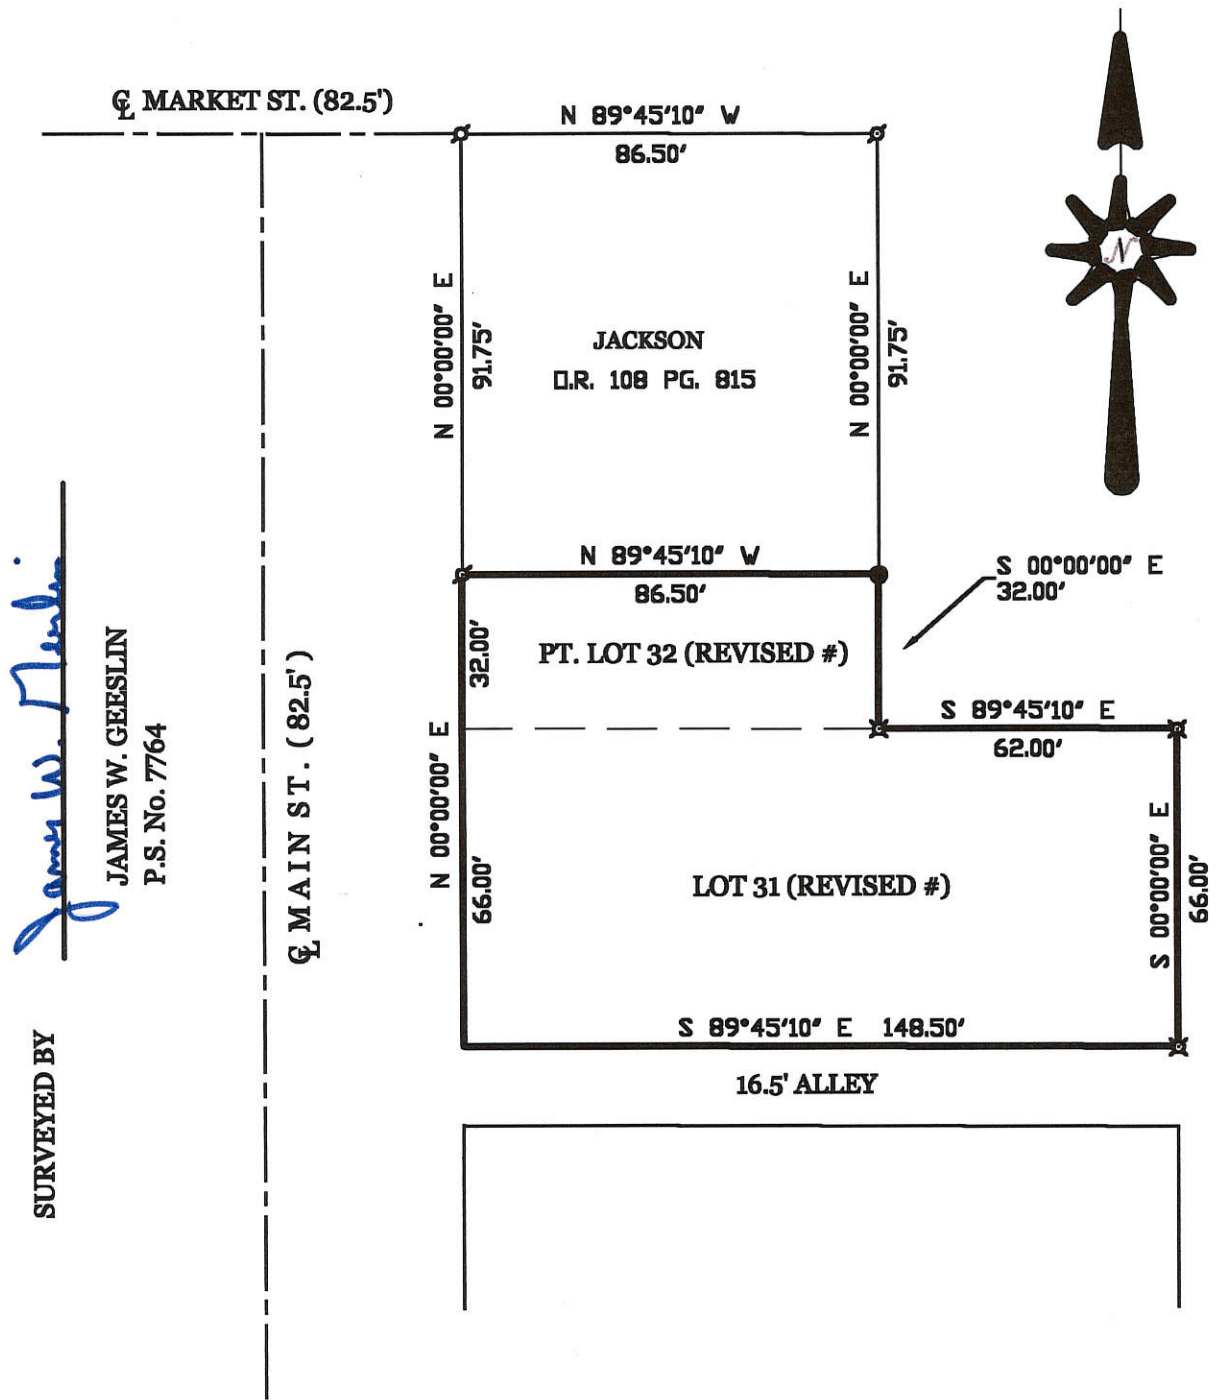 ℄ MARKET ST. (82.5')
N 89°45'10" W
86.50'
N
N 00°00'00" E
91.75'
JACKSON
O.R. 108 PG. 815
N 00°00'00" E
91.75'
N 89°45'10" W
86.50'
S 00°00'00" E
32.00'
32.00'
PT. LOT 32 (REVISED #)
S 89°45'10" E
62.00'
N 00°00'00" E
66.00'
LOT 31 (REVISED #)
S 00°00'00" E
66.00'
S 89°45'10" E 148.50'
16.5' ALLEY
℄ MAIN ST. (82.5')
SURVEYED BY
James W. Geeslin
JAMES W. GEESLIN
P.S. No. 7764